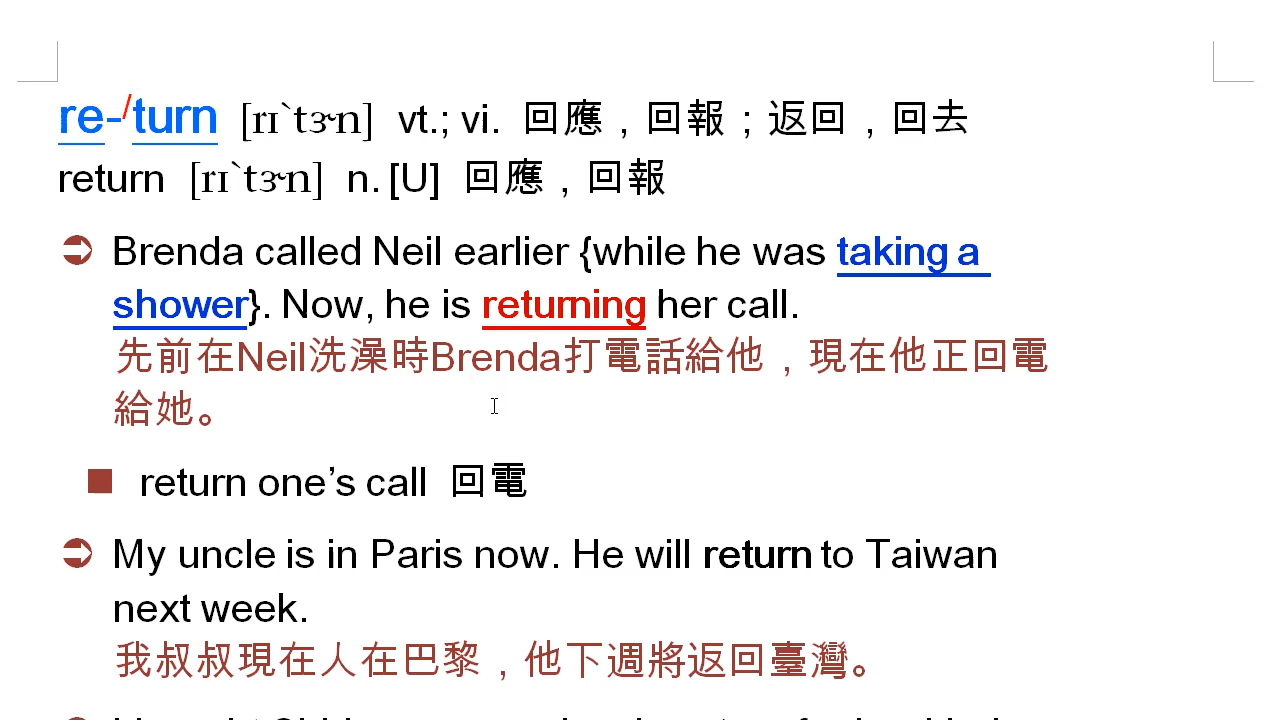 re-/turn [rɪˋtɝn] vt.; vi. 回應，回報；返回，回去
return [rɪˋtɝn] n. [U] 回應，回報
➲ Brenda called Neil earlier {while he was taking a
shower}. Now, he is returning her call.
先前在Neil洗澡時Brenda打電話給他，現在他正回電
給她。
■ return one’s call 回電
➲ My uncle is in Paris now. He will return to Taiwan
next week.
我叔叔現在人在巴黎，他下週將返回臺灣。